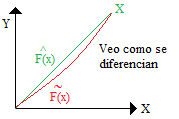 X
Y
^
F(x)
Veo como se
diferencian
~
F(x)
X